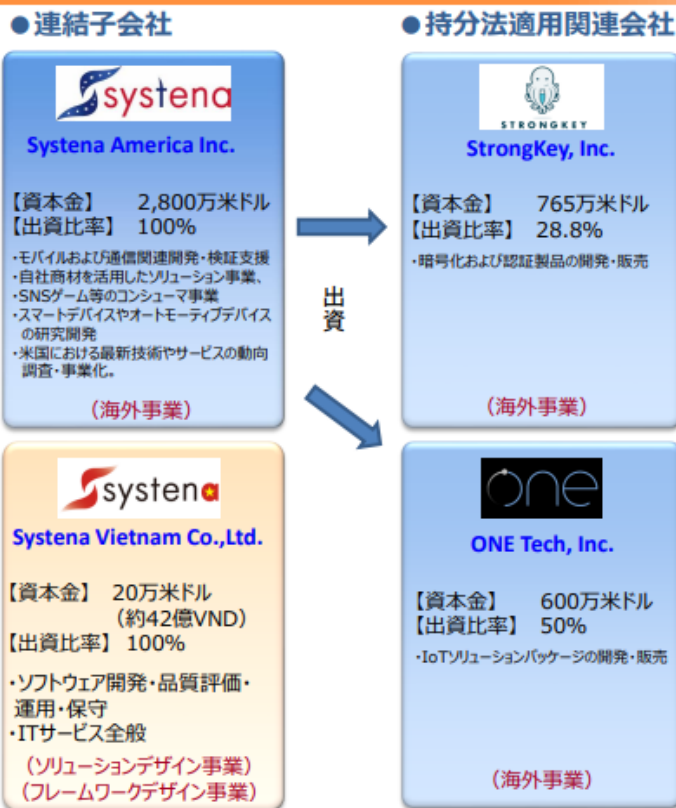 ●連結子会社
systena
Systena America Inc.
【資本金】 2,800万米ドル
【出資比率】 100%
・モバイルおよび通信関連開発・検証支援
・自社商材を活用したソリューション事業、
・SNSゲーム等のコンシューマ事業
・スマートデバイスやオートモーティブデバイス
の研究開発
・米国における最新技術やサービスの動向
調査・事業化。
（海外事業）
systena
Systena Vietnam Co.,Ltd.
【資本金】 20万米ドル
（約42億VND）
【出資比率】 100%
・ソフトウェア開発・品質評価・
運用・保守
・ITサービス全般
（ソリューションデザイン事業）
（フレームワークデザイン事業）
出資
●持分法適用関連会社
STRONGKEY
StrongKey, Inc.
【資本金】 765万米ドル
【出資比率】 28.8%
・暗号化および認証製品の開発・販売
（海外事業）
one
ONE Tech, Inc.
【資本金】 600万米ドル
【出資比率】 50%
・IoTソリューションパッケージの開発・販売
（海外事業）